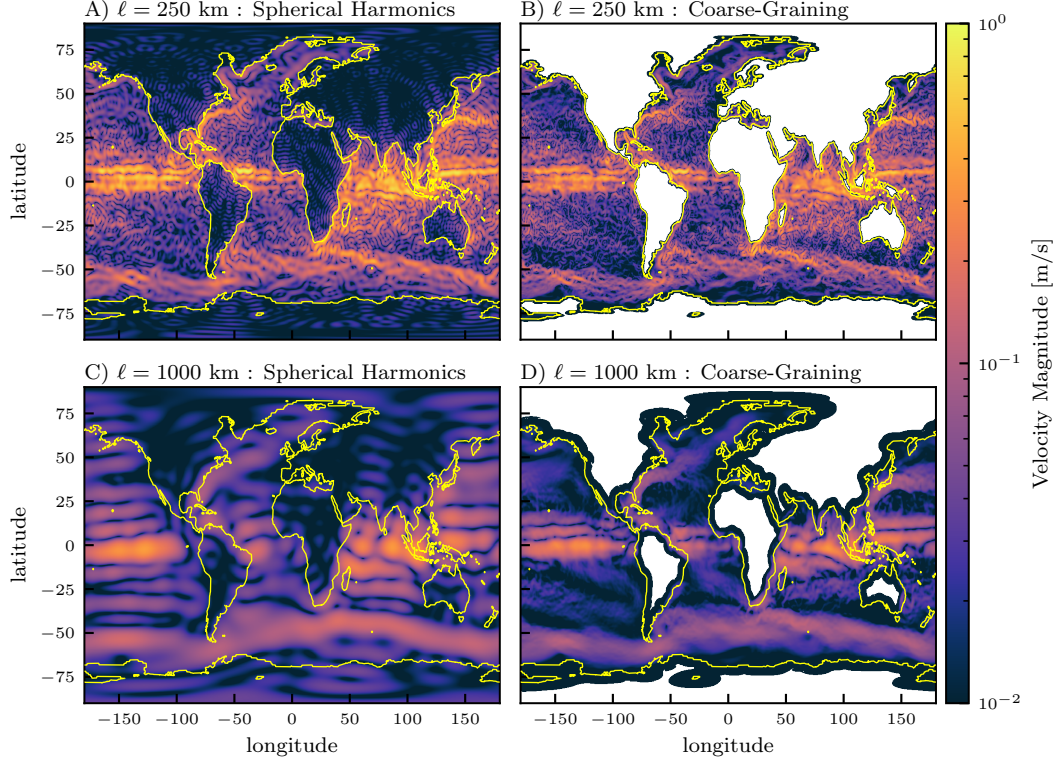 A) ℓ = 250 km : Spherical Harmonics
B) ℓ = 250 km : Coarse-Graining
75
50
25
0
−25
−50
−75
latitude
C) ℓ = 1000 km : Spherical Harmonics
D) ℓ = 1000 km : Coarse-Graining
75
50
25
0
−25
−50
−75
latitude
−150 −100 −50 0 50 100 150
longitude
−150 −100 −50 0 50 100 150
longitude
10⁰
10⁻¹
10⁻²
Velocity Magnitude [m/s]